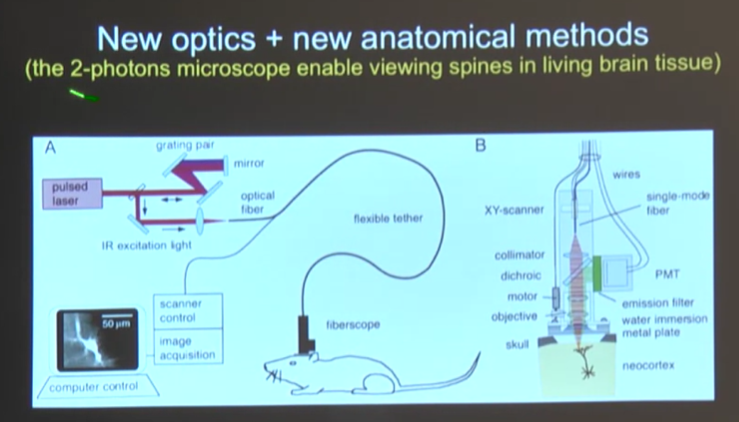 New optics + new anatomical methods
(the 2-photons microscope enable viewing spines in living brain tissue)
A
grating pair
mirror
pulsed
laser
optical
fiber
IR excitation light
flexible tether
scanner
control
50 µm
image
acquisition
computer control
fiberscope
B
wires
XY-scanner
single-mode
fiber
collimator
dichroic
motor
objective
skull
PMT
emission filter
water immersion
metal plate
neocortex